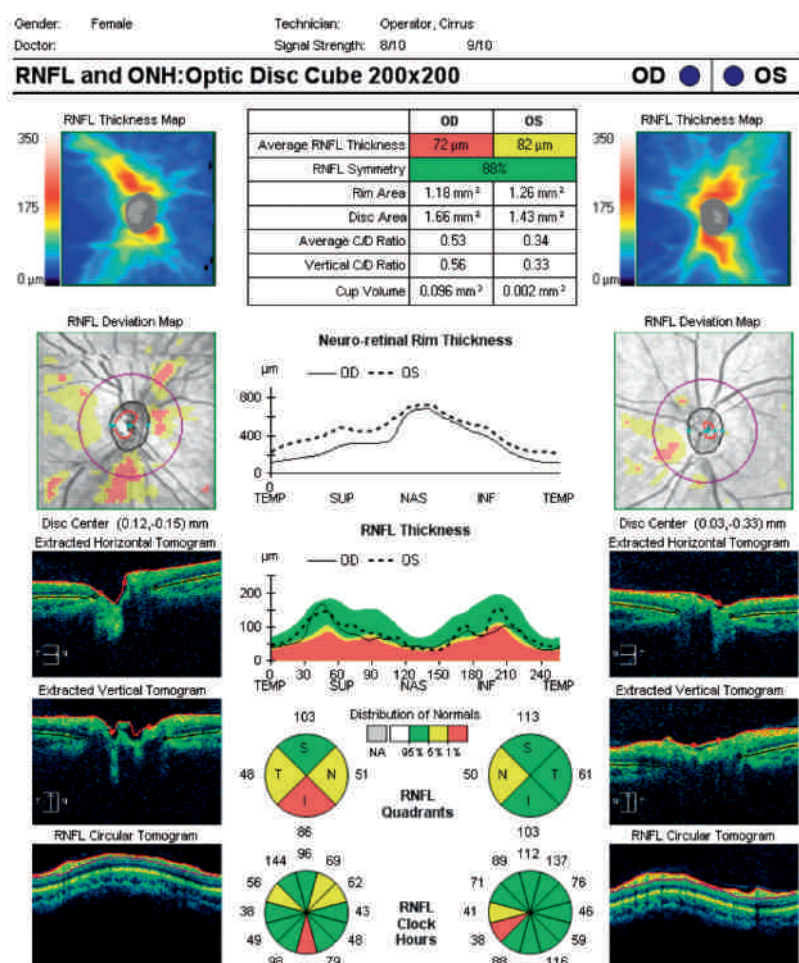 Gender: Female Technician: Operator, Cirrus
Doctor: Signal Strength: 8/10 9/10
RNFL and ONH:Optic Disc Cube 200x200 OD OS
RNFL Thickness Map
350
175
0 µm
OD OS
Average RNFL Thickness 72 µm 82 µm
RNFL Symmetry 88%
Rim Area 1.18 mm² 1.26 mm²
Disc Area 1.66 mm² 1.43 mm²
Average C/D Ratio 0.53 0.34
Vertical C/D Ratio 0.56 0.33
Cup Volume 0.096 mm³ 0.002 mm³
RNFL Thickness Map
350
175
0 µm
RNFL Deviation Map
Disc Center (0.12,-0.15) mm
Extracted Horizontal Tomogram
Extracted Vertical Tomogram
RNFL Circular Tomogram
Neuro-retinal Rim Thickness
µm OD OS
800
400
0
0
TEMP SUP NAS INF TEMP
RNFL Thickness
µm OD OS
200
100
0
0 30 60 90 120 150 180 210 240
TEMP SUP NAS INF TEMP
Distribution of Normals
NA 95% 5% 1%
103
48 S T N I 51
86
RNFL Quadrants
113
50 S N T I 61
103
96
144 69
56 62
38 43
49 48
98 79
RNFL Clock Hours
112
89 137
71 76
41 46
38 59
88 116
RNFL Deviation Map
Disc Center (0.03,-0.33) mm
Extracted Horizontal Tomogram
Extracted Vertical Tomogram
RNFL Circular Tomogram